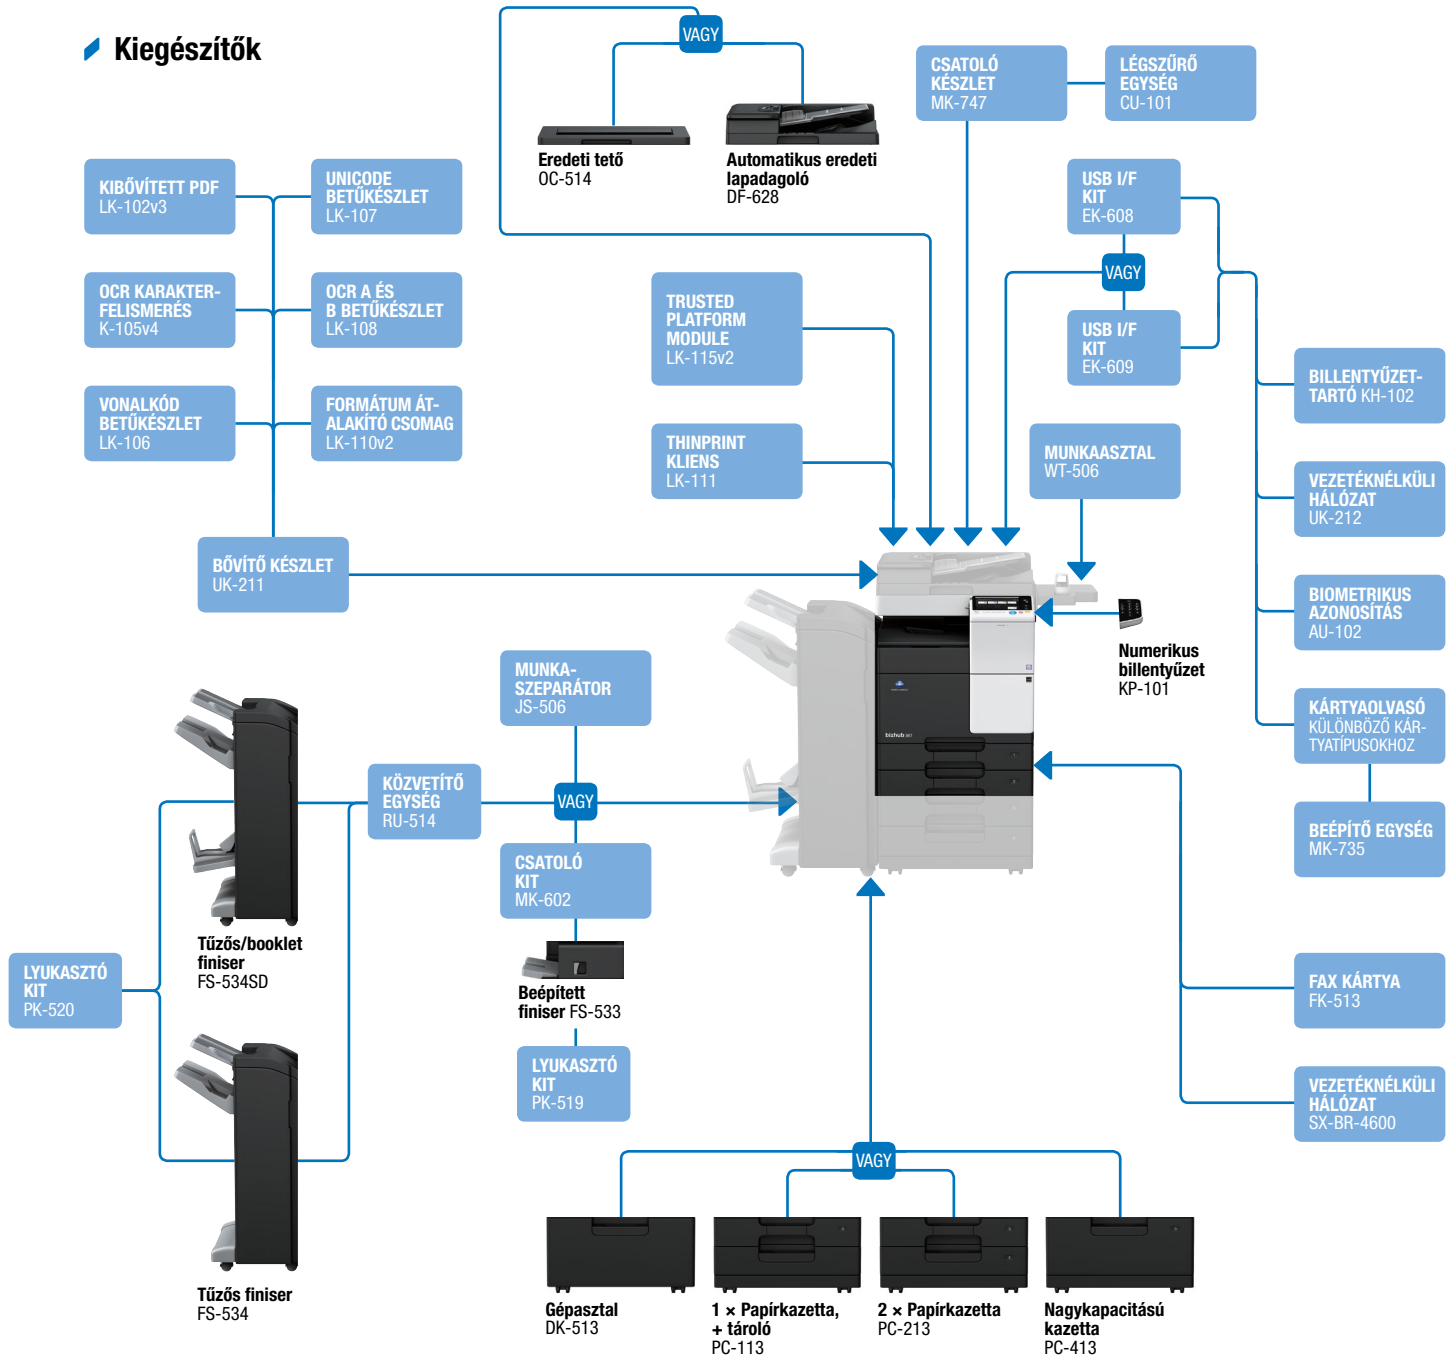 Kiegészítők
VAGY
Eredeti tető
OC-514
Automatikus eredeti
lapadagoló
DF-628
CSATOLÓ
KÉSZLET
MK-747
LÉGSZŰRŐ
EGYSÉG
CU-101
KIBŐVÍTETT PDF
LK-102v3
UNICODE
BETŰKÉSZLET
LK-107
OCR KARAKTER-
FELISMERÉS
K-105v4
OCR A ÉS
B BETŰKÉSZLET
LK-108
VONALKÓD
BETŰKÉSZLET
LK-106
FORMÁTUM ÁT-
ALAKÍTÓ CSOMAG
LK-110v2
BŐVÍTŐ KÉSZLET
UK-211
TRUSTED
PLATFORM
MODULE
LK-115v2
THINPRINT
KLIENS
LK-111
USB I/F
KIT
EK-608
VAGY
USB I/F
KIT
EK-609
MUNKAASZTAL
WT-506
BILLENTYŰZET-
TARTÓ KH-102
VEZETÉKNÉLKÜLI
HÁLÓZAT
UK-212
BIOMETRIKUS
AZONOSÍTÁS
AU-102
KÁRTYAOLVASÓ
KÜLÖNBÖZŐ KÁR-
TYATÍPUSOKHOZ
BEÉPÍTŐ EGYSÉG
MK-735
Numerikus
billentyűzet
KP-101
bizhub 367
MUNKA-
SZEPARÁTOR
JS-506
KÖZVETÍTŐ
EGYSÉG
RU-514
VAGY
CSATOLÓ
KIT
MK-602
Beépített
finiser FS-533
LYUKASZTÓ
KIT
PK-519
Tűzős/booklet
finiser
FS-534SD
LYUKASZTÓ
KIT
PK-520
Tűzős finiser
FS-534
FAX KÁRTYA
FK-513
VEZETÉKNÉLKÜLI
HÁLÓZAT
SX-BR-4600
VAGY
Gépasztal
DK-513
1 × Papírkazetta,
+ tároló
PC-113
2 × Papírkazetta
PC-213
Nagykapacitású
kazetta
PC-413